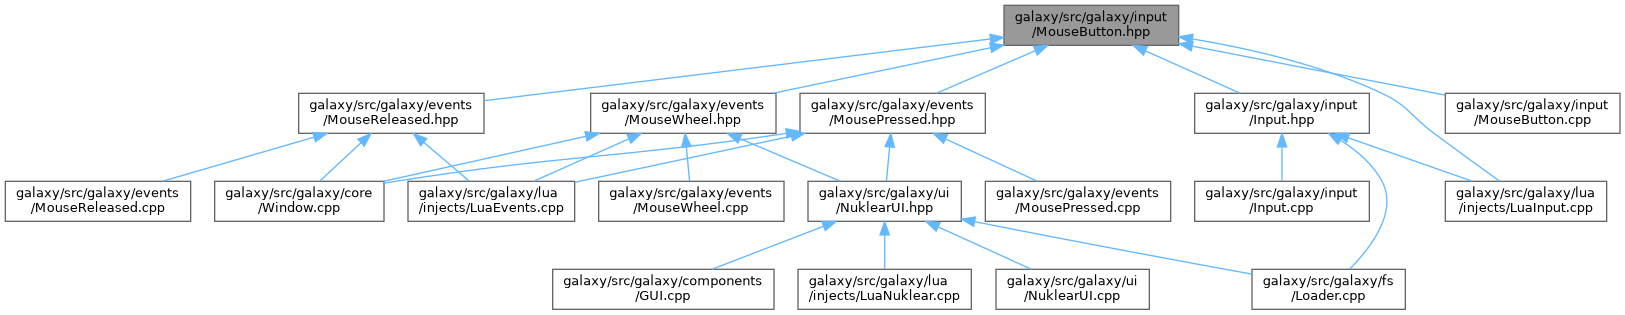 galaxy/src/galaxy/input
/MouseButton.hpp
galaxy/src/galaxy/events
/MouseReleased.hpp
galaxy/src/galaxy/events
/MouseWheel.hpp
galaxy/src/galaxy/events
/MousePressed.hpp
galaxy/src/galaxy/input
/Input.hpp
galaxy/src/galaxy/input
/MouseButton.cpp
galaxy/src/galaxy/events
/MouseReleased.cpp
galaxy/src/galaxy/core
/Window.cpp
galaxy/src/galaxy/lua
/injects/LuaEvents.cpp
galaxy/src/galaxy/events
/MouseWheel.cpp
galaxy/src/galaxy/ui
/NuklearUI.hpp
galaxy/src/galaxy/events
/MousePressed.cpp
galaxy/src/galaxy/input
/Input.cpp
galaxy/src/galaxy/lua
/injects/LuaInput.cpp
galaxy/src/galaxy/components
/GUI.cpp
galaxy/src/galaxy/lua
/injects/LuaNuklear.cpp
galaxy/src/galaxy/ui
/NuklearUI.cpp
galaxy/src/galaxy/fs
/Loader.cpp